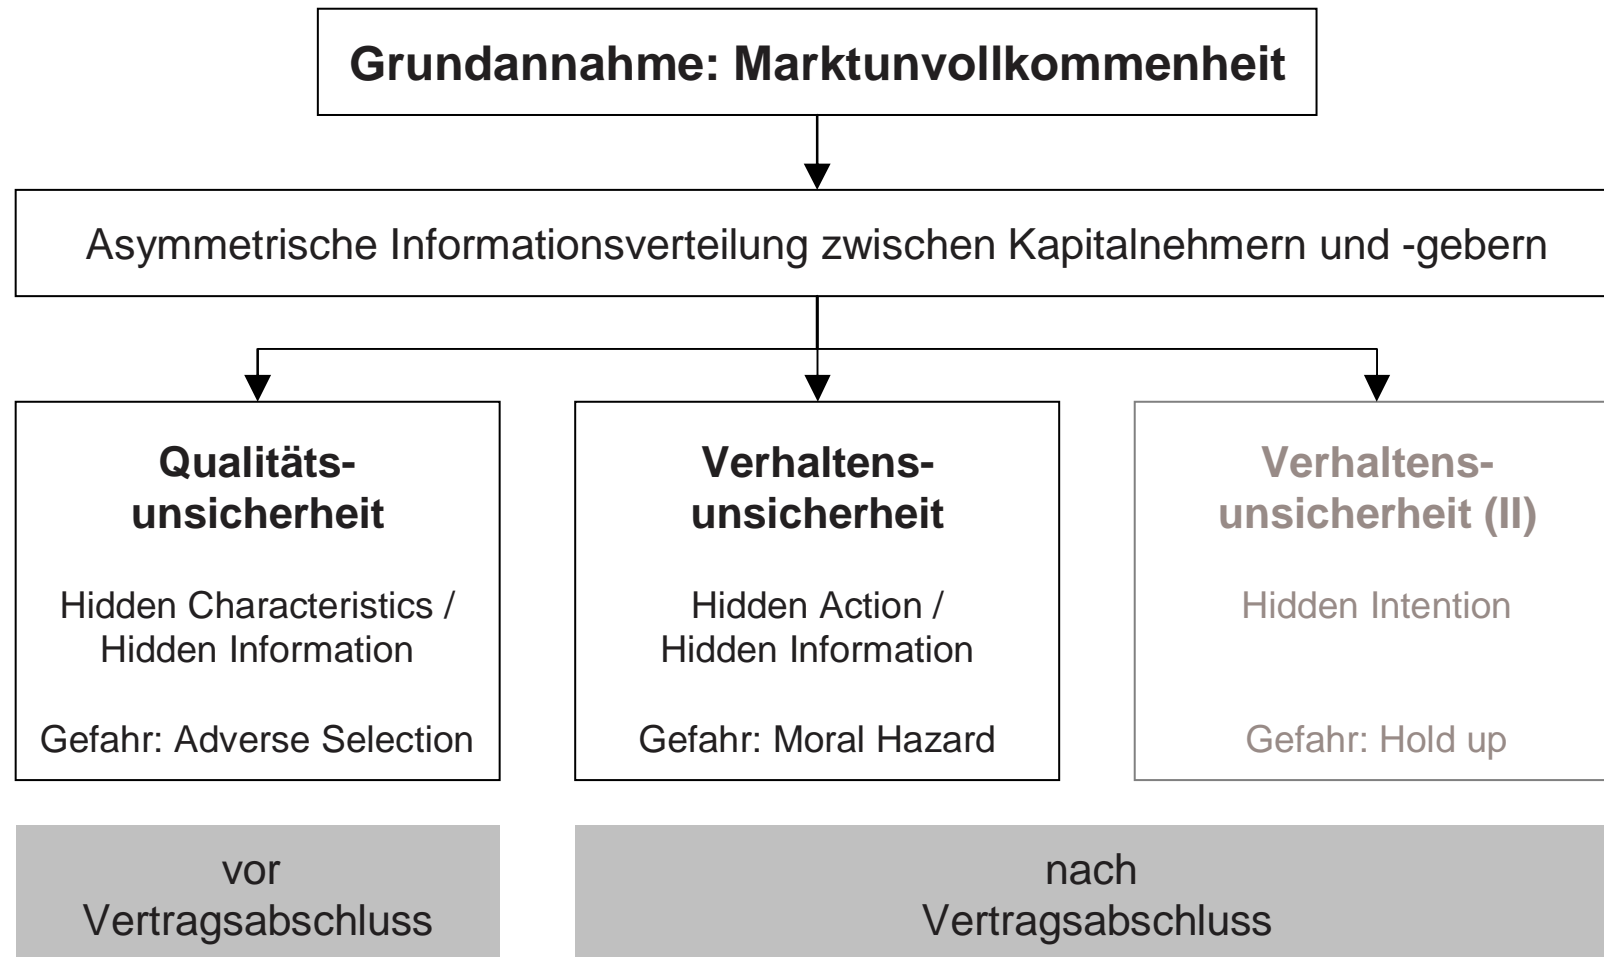 Grundannahme: Marktunvollkommenheit
Asymmetrische Informationsverteilung zwischen Kapitalnehmern und -gebern
Qualitäts-
unsicherheit
Hidden Characteristics /
Hidden Information
Gefahr: Adverse Selection
Verhaltens-
unsicherheit
Hidden Action /
Hidden Information
Gefahr: Moral Hazard
Verhaltens-
unsicherheit (II)
Hidden Intention
Gefahr: Hold up
vor
Vertragsabschluss
nach
Vertragsabschluss